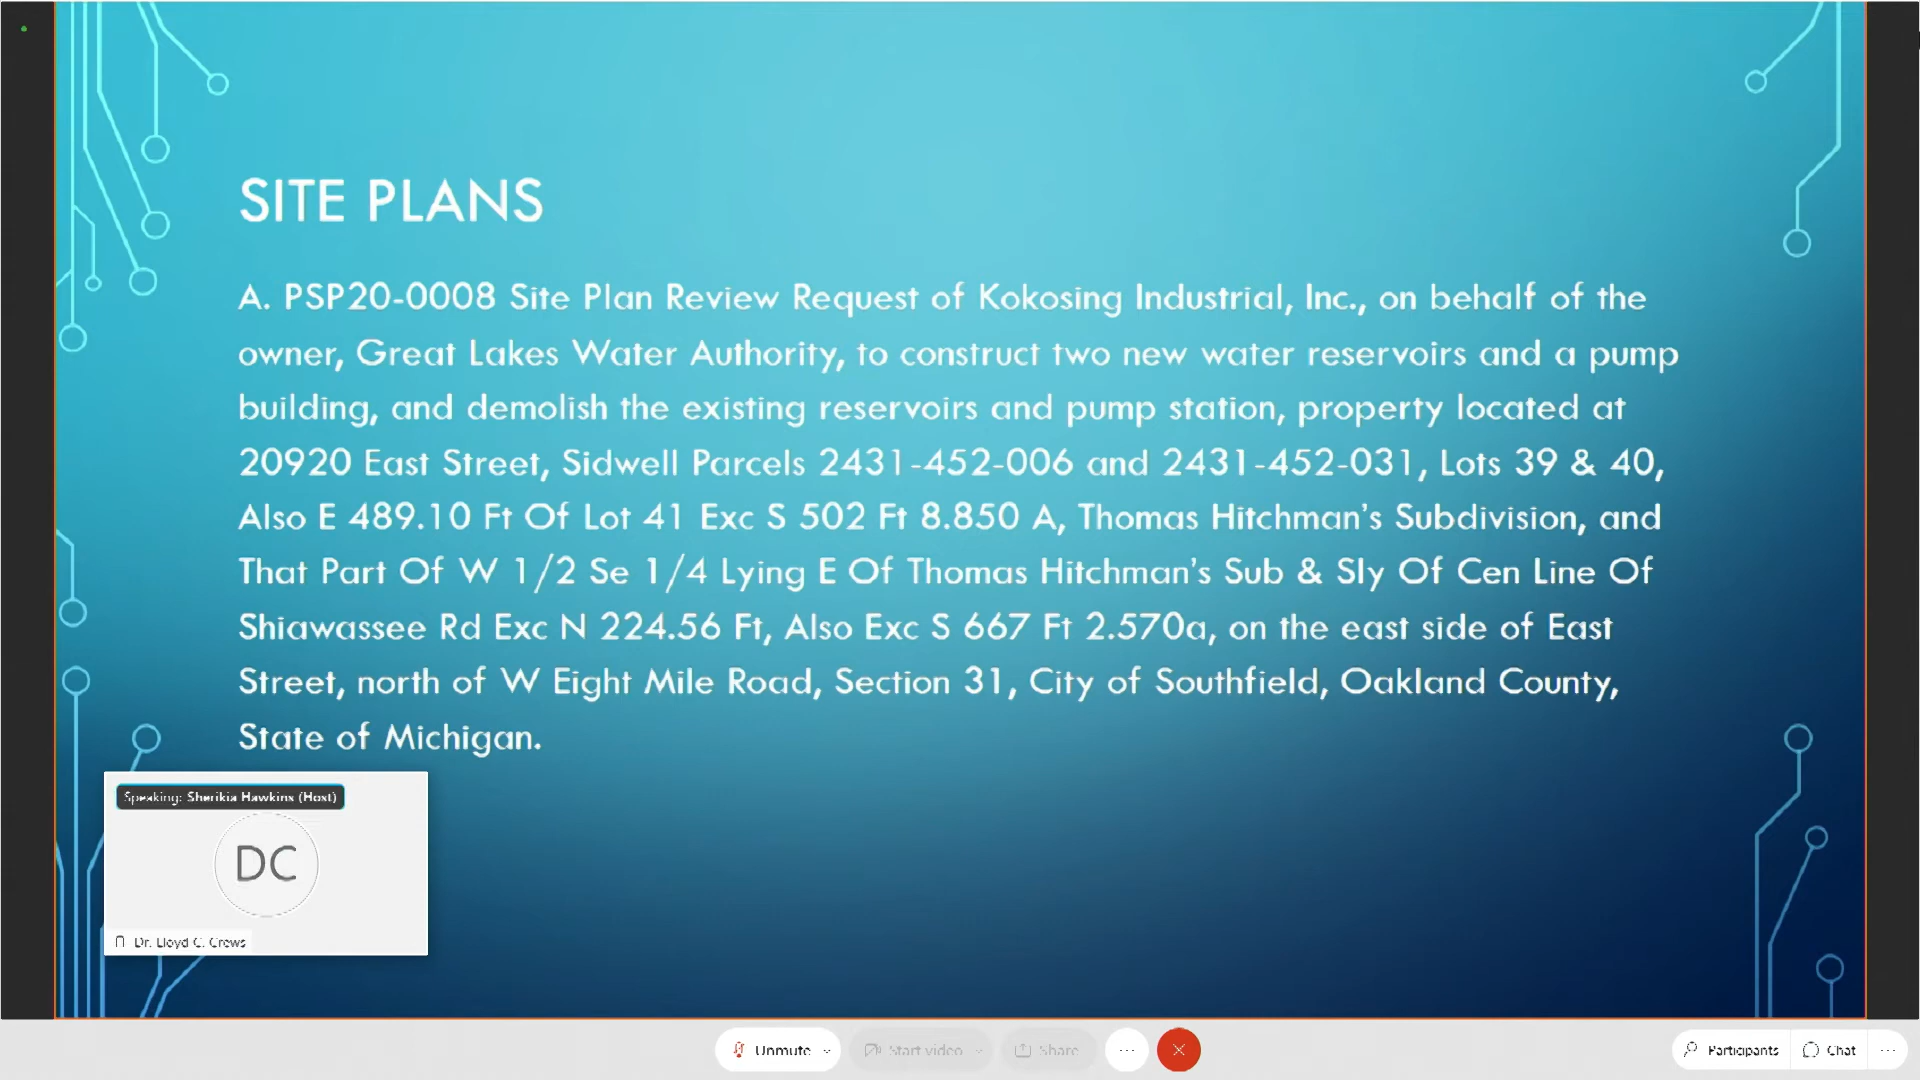 SITE PLANS
A. PSP20-0008 Site Plan Review Request of Kokosing Industrial, Inc., on behalf of the
owner, Great Lakes Water Authority, to construct two new water reservoirs and a pump
building, and demolish the existing reservoirs and pump station, property located at
20920 East Street, Sidwell Parcels 2431-452-006 and 2431-452-031, Lots 39 & 40,
Also E 489.10 Ft Of Lot 41 Exc S 502 Ft 8.850 A, Thomas Hitchman's Subdivision, and
That Part Of W 1/2 Se 1/4 Lying E Of Thomas Hitchman's Sub & Sly Of Cen Line Of
Shiawassee Rd Exc N 224.56 Ft, Also Exc S 667 Ft 2.570a, on the east side of East
Street, north of W Eight Mile Road, Section 31, City of Southfield, Oakland County,
State of Michigan.
Speaking: Sherikia Hawkins (Host)
DC
Dr. Lloyd C. Crews
Unmute
Start video
Share
Participants
Chat